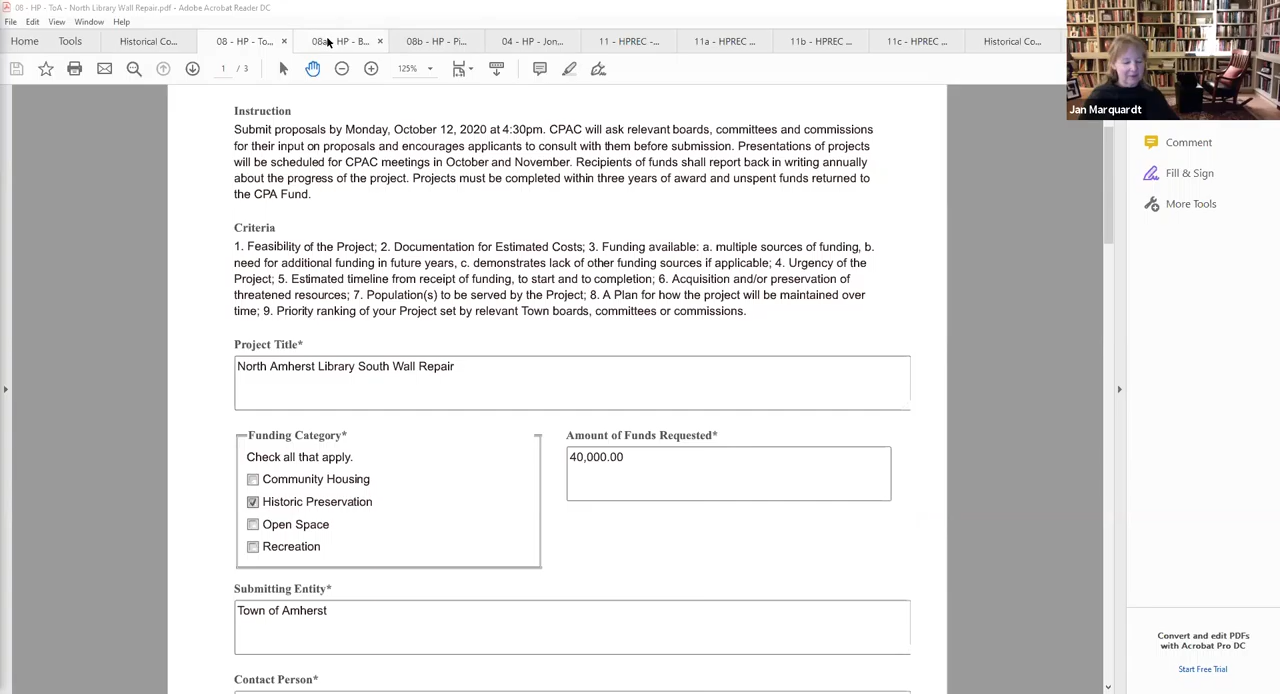 08 - HP - ToA - North Library Wall Repair.pdf - Adobe Acrobat Reader DC
File Edit View Window Help
Home Tools Historical Co... 08 - HP - To... × 08a - HP - B... × 08b - HP - Pi... 04 - HP - Jon... 11 - HPREC -... 11a - HPREC ... 11b - HPREC ... 11c - HPREC ... Historical Co...
1 / 3 125%
Jan Marquardt
Instruction
Submit proposals by Monday, October 12, 2020 at 4:30pm. CPAC will ask relevant boards, committees and commissions
for their input on proposals and encourages applicants to consult with them before submission. Presentations of projects
will be scheduled for CPAC meetings in October and November. Recipients of funds shall report back in writing annually
about the progress of the project. Projects must be completed within three years of award and unspent funds returned to
the CPA Fund.
Criteria
1. Feasibility of the Project; 2. Documentation for Estimated Costs; 3. Funding available: a. multiple sources of funding, b.
need for additional funding in future years, c. demonstrates lack of other funding sources if applicable; 4. Urgency of the
Project; 5. Estimated timeline from receipt of funding, to start and to completion; 6. Acquisition and/or preservation of
threatened resources; 7. Population(s) to be served by the Project; 8. A Plan for how the project will be maintained over
time; 9. Priority ranking of your Project set by relevant Town boards, committees or commissions.
Project Title*
North Amherst Library South Wall Repair
Funding Category*
Check all that apply.
Community Housing
Historic Preservation
Open Space
Recreation
Amount of Funds Requested*
40,000.00
Submitting Entity*
Town of Amherst
Contact Person*
Comment
Fill & Sign
More Tools
Convert and edit PDFs
with Acrobat Pro DC
Start Free Trial